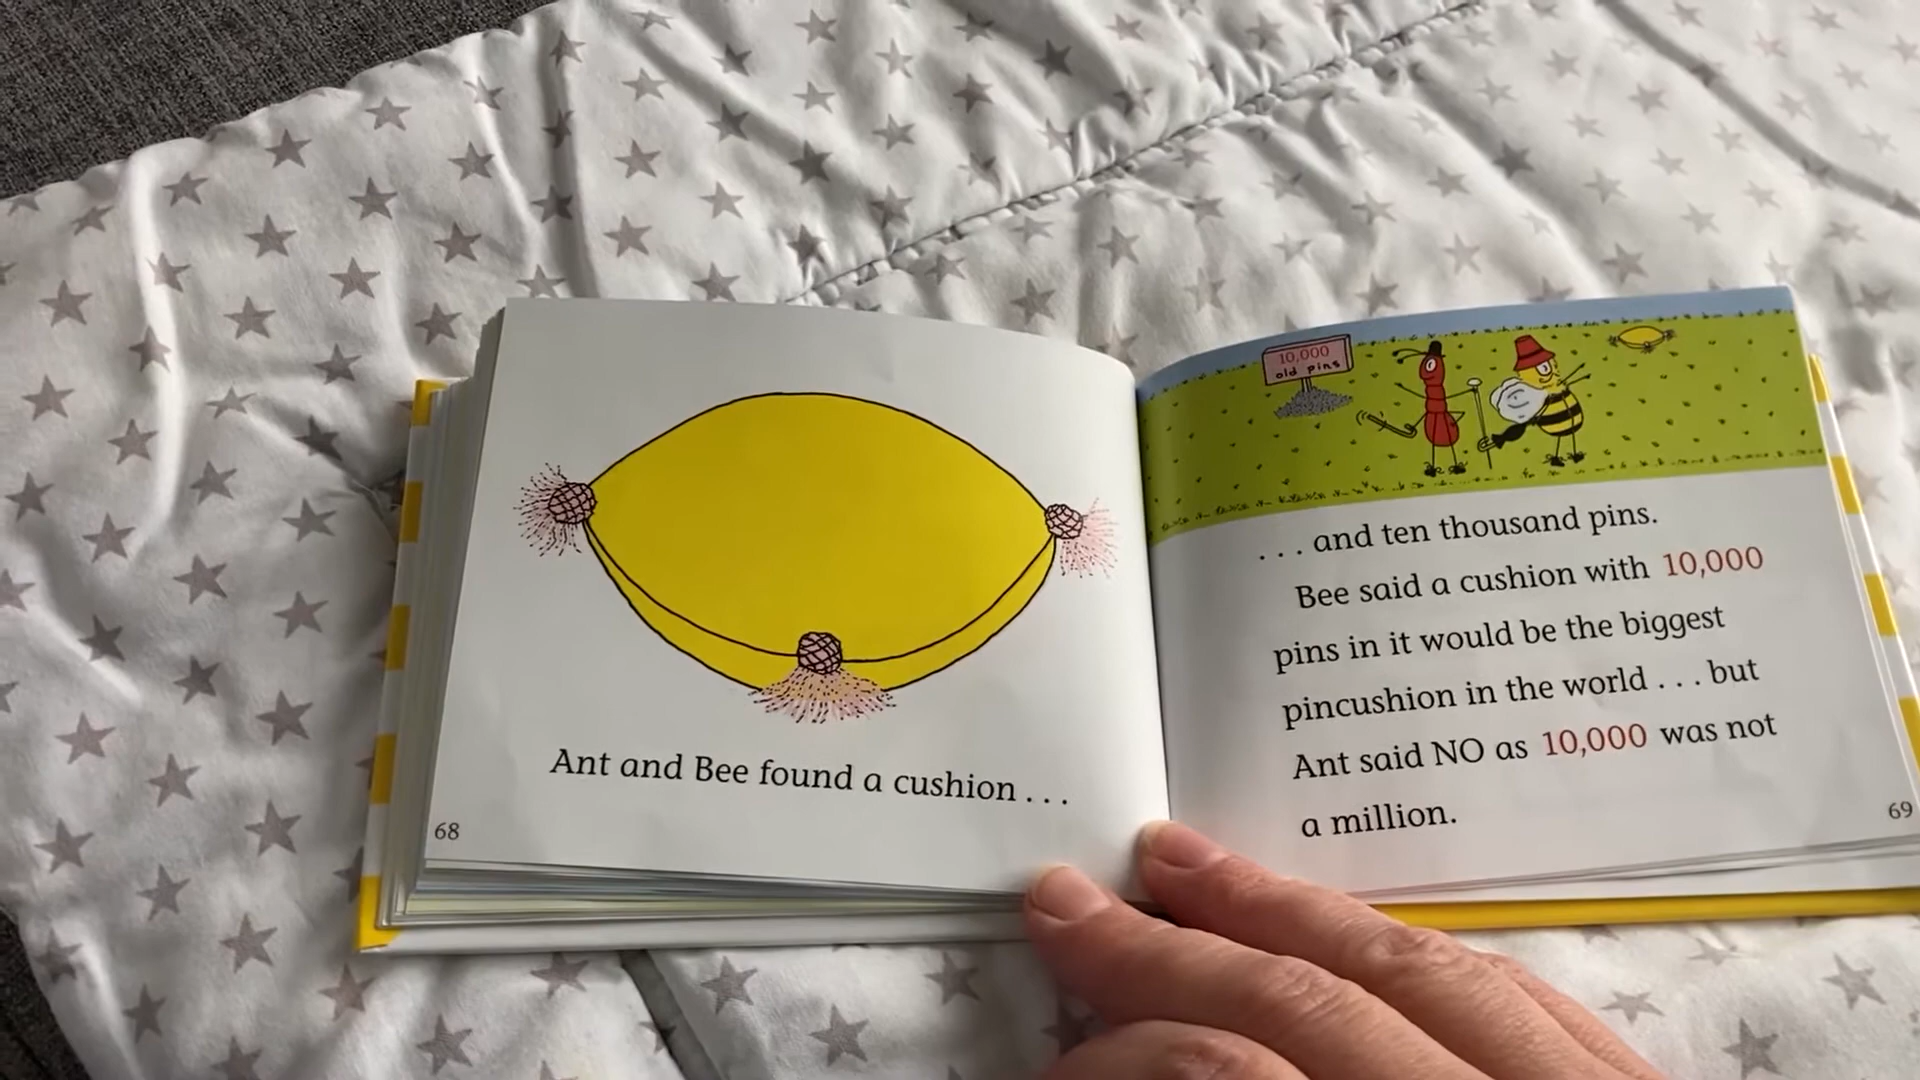 Ant and Bee found a cushion . . .
68
10,000
old pins
. . . and ten thousand pins.
Bee said a cushion with 10,000
pins in it would be the biggest
pincushion in the world . . . but
Ant said NO as 10,000 was not
a million.
69